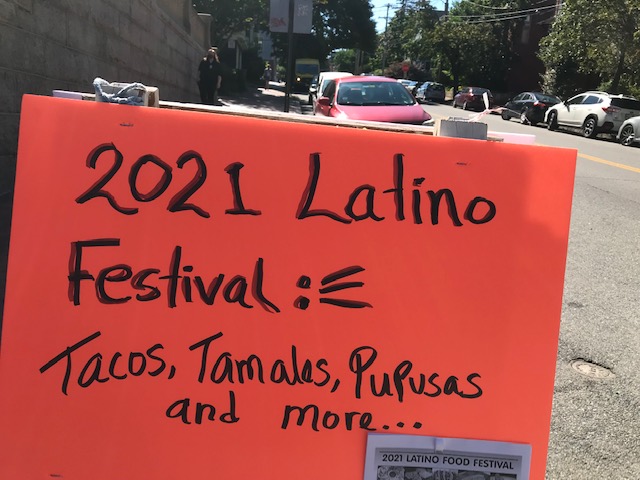 2021 Latino
Festival:
Tacos, Tamales, Pupusas
and more...
2021 LATINO FOOD FESTIVAL